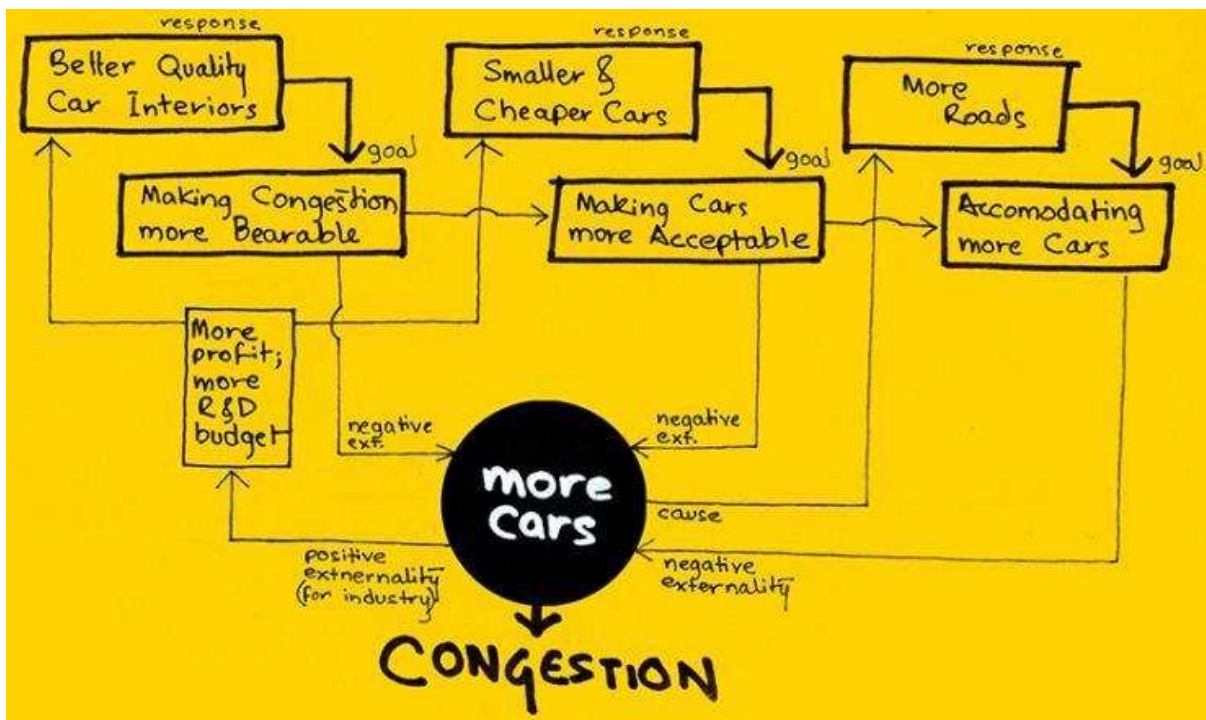 response
Better Quality
Car Interiors
response
Smaller &
Cheaper Cars
response
More
Roads
goal
Making Congestion
more Bearable
goal
Making Cars
more Acceptable
goal
Accomodating
more Cars
More
profit;
more
R&D
budget
negative
ext.
negative
ext.
more
cars
cause
positive
extnernality
(for industry)
negative
externality
CONGESTION